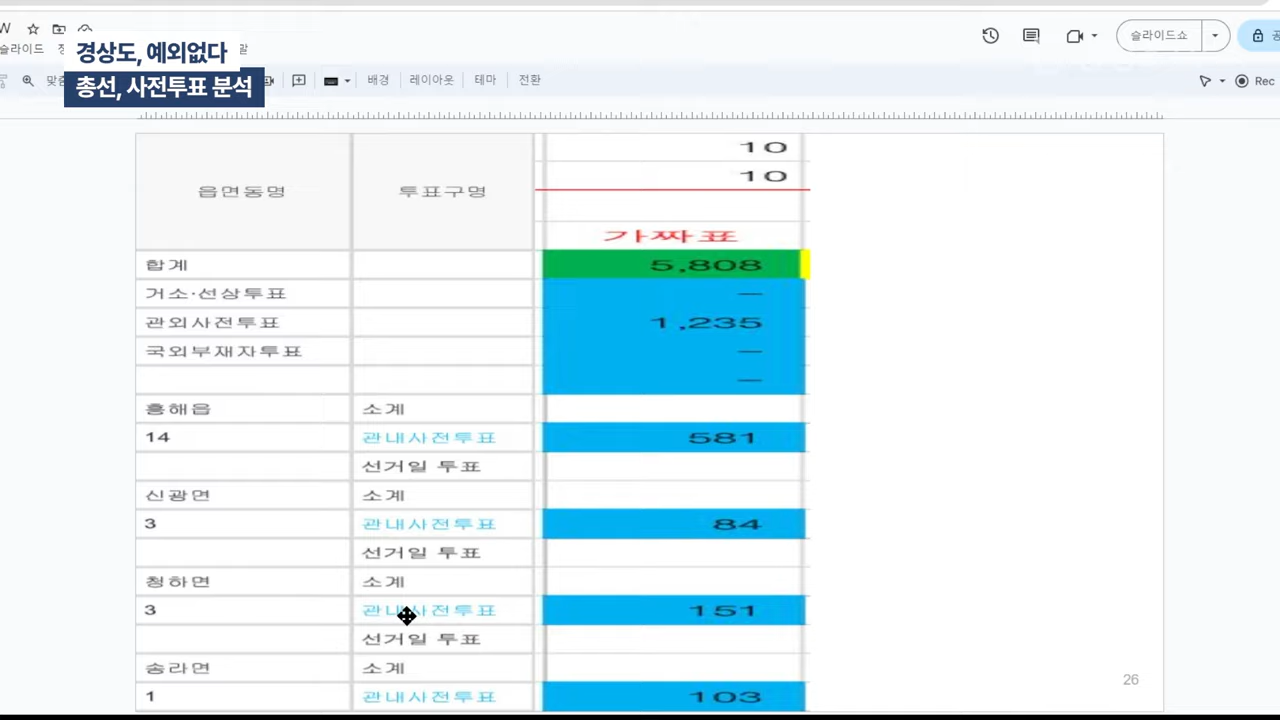 W
슬라이드
경상도, 예외없다
총선, 사전투표 분석
슬라이드쇼
배경 레이아웃 테마 전환
Rec
읍면동명 투표구명
10
10
가짜표
합계 5,808
거소·선상투표 —
관외사전투표 1,235
국외부재자투표 —
—
흥해읍 소계
14 관내사전투표 581
선거일 투표
신광면 소계
3 관내사전투표 84
선거일 투표
청하면 소계
3 관내사전투표 151
선거일 투표
송라면 소계
1 관내사전투표 103
26